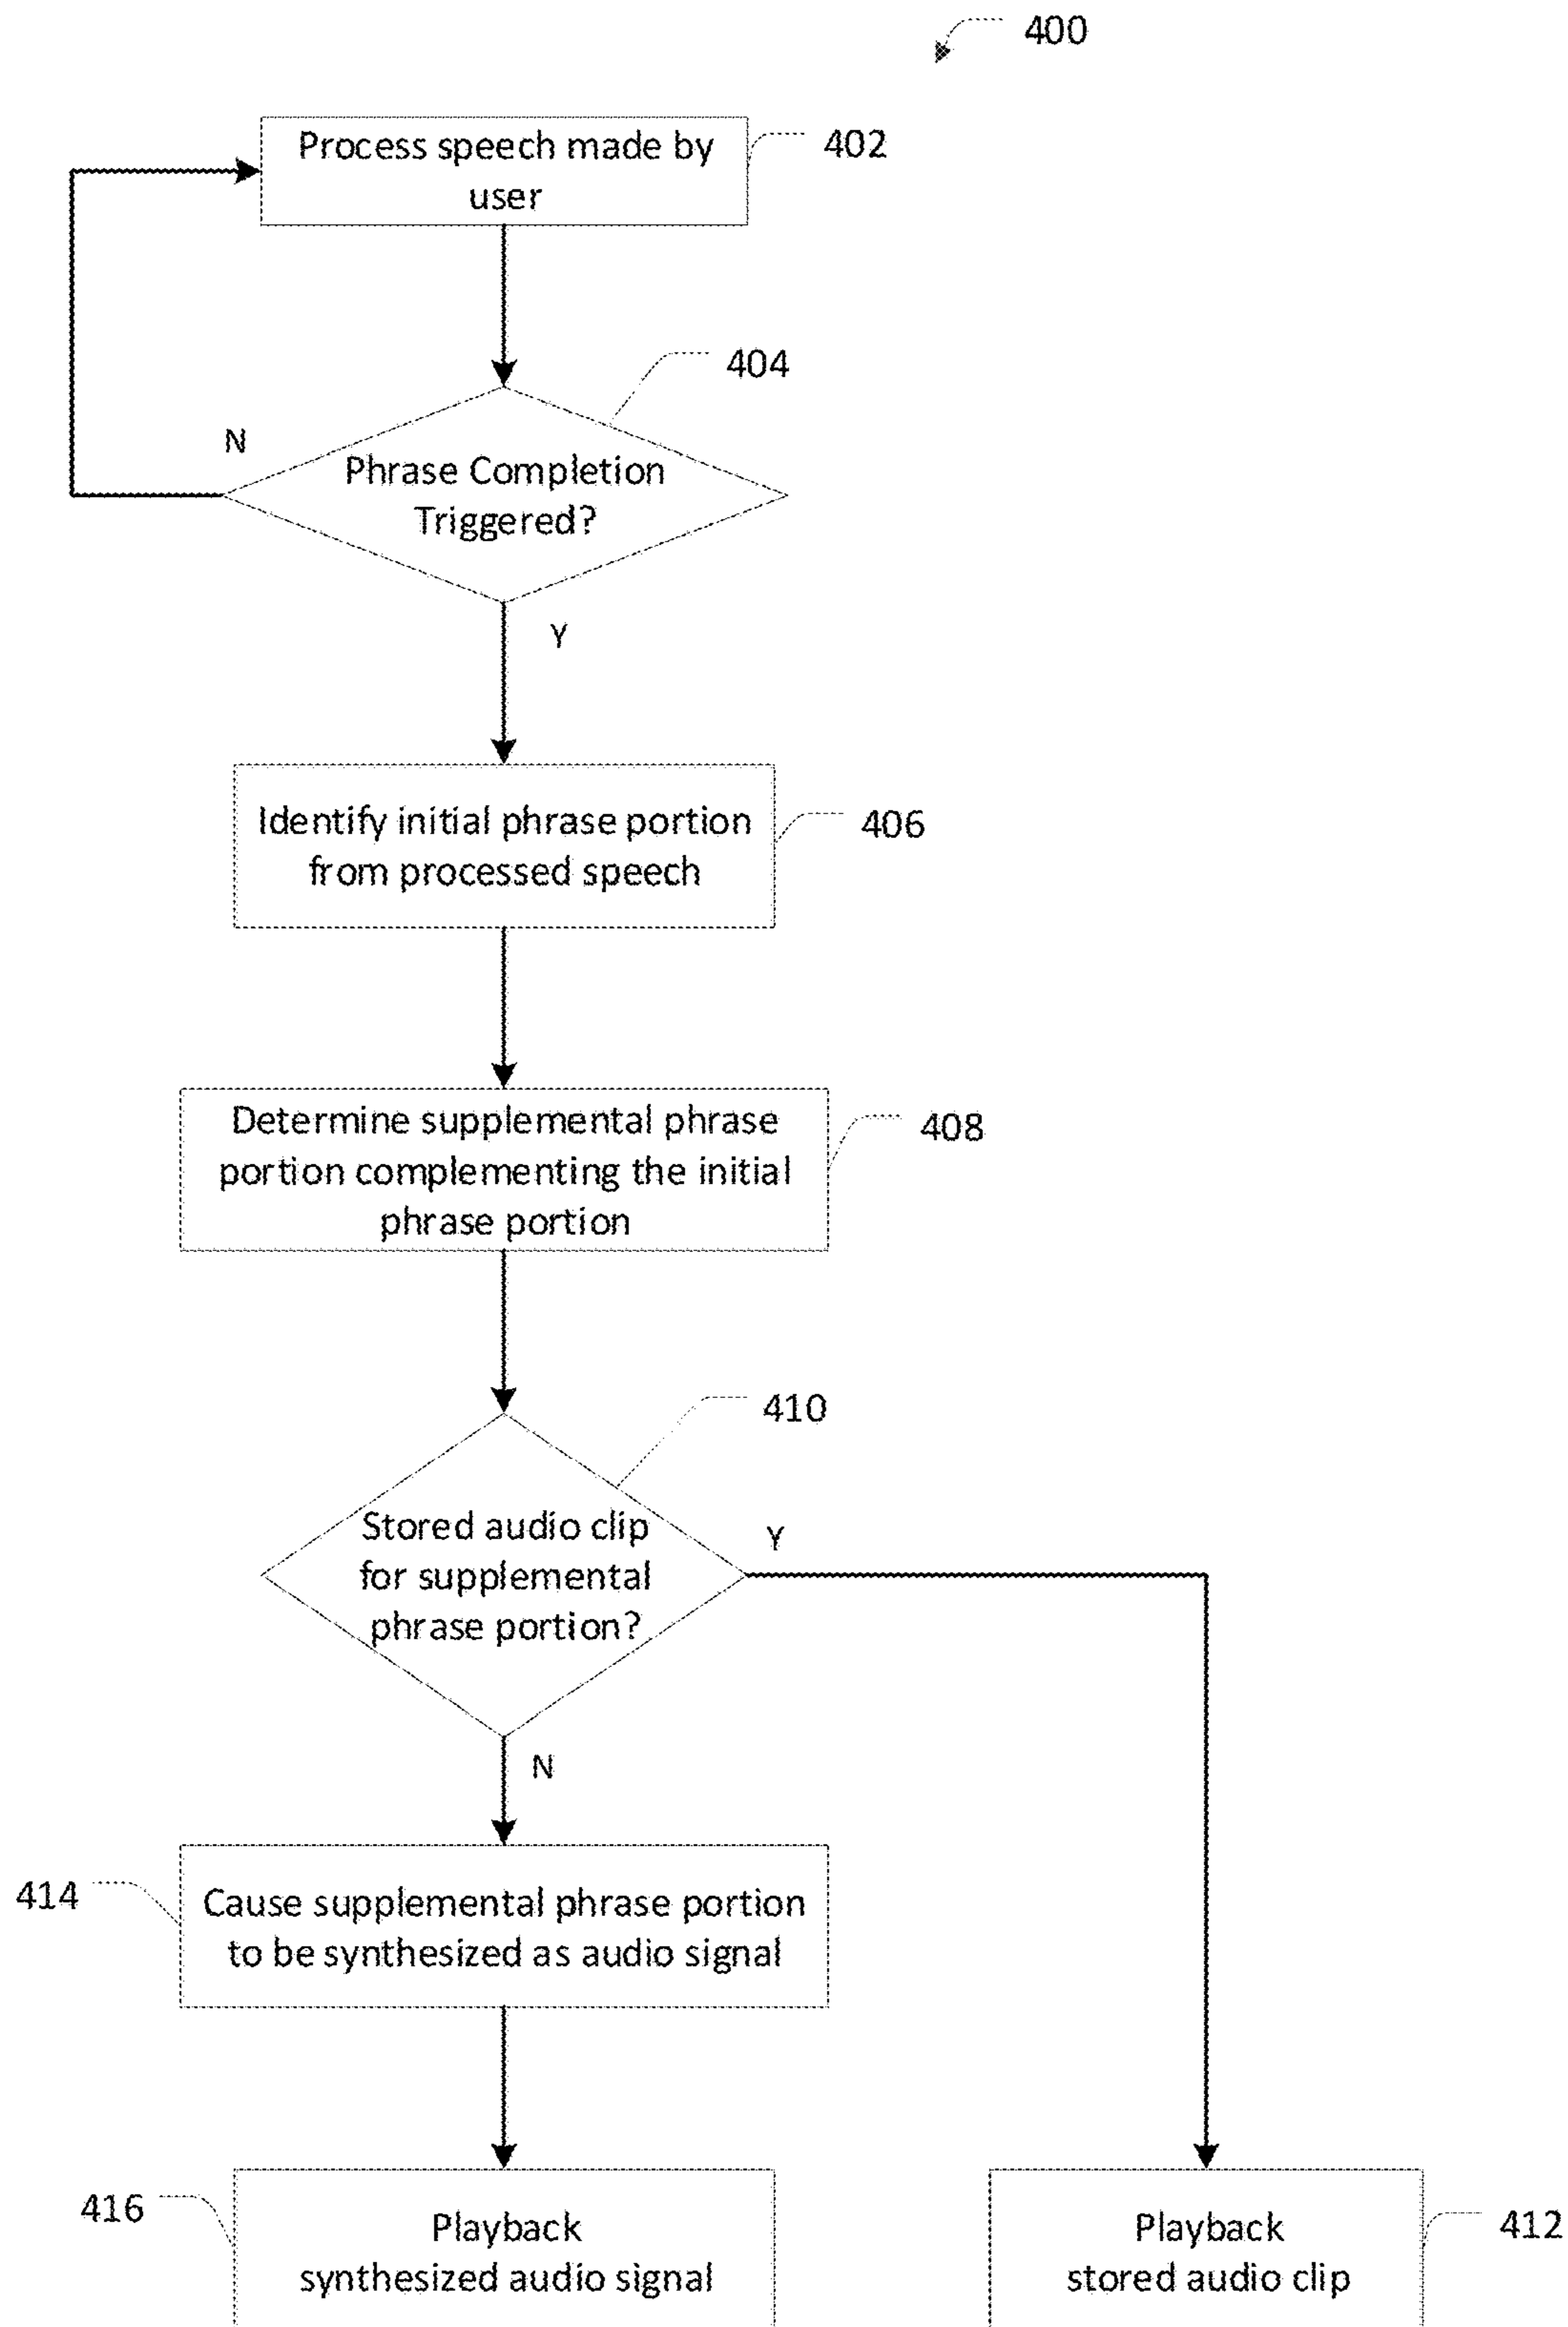 400
Process speech made by
user
402
404
N
Phrase Completion
Triggered?
Y
Identify initial phrase portion
from processed speech
406
Determine supplemental phrase
portion complementing the initial
phrase portion
408
410
Stored audio clip
for supplemental
phrase portion?
Y
N
414
Cause supplemental phrase portion
to be synthesized as audio signal
416
Playback
synthesized audio signal
Playback
stored audio clip
412